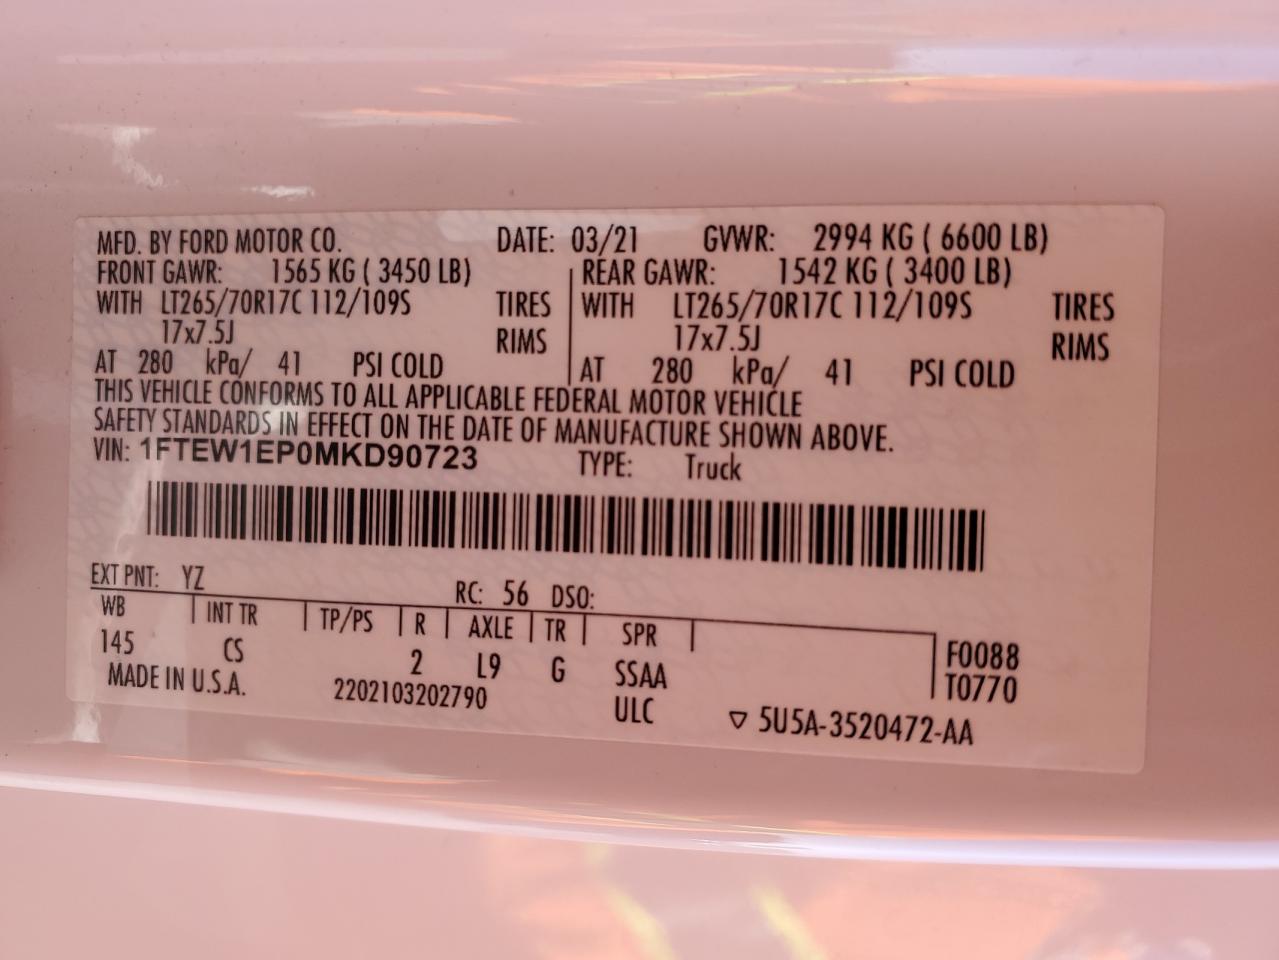 MFD. BY FORD MOTOR CO. DATE: 03/21 GVWR: 2994 KG ( 6600 LB)
FRONT GAWR: 1565 KG ( 3450 LB) REAR GAWR: 1542 KG ( 3400 LB)
WITH LT265/70R17C 112/109S TIRES WITH LT265/70R17C 112/109S TIRES
17x7.5J RIMS 17x7.5J RIMS
AT 280 kPa/ 41 PSI COLD AT 280 kPa/ 41 PSI COLD
THIS VEHICLE CONFORMS TO ALL APPLICABLE FEDERAL MOTOR VEHICLE
SAFETY STANDARDS IN EFFECT ON THE DATE OF MANUFACTURE SHOWN ABOVE.
VIN: 1FTEW1EP0MKD90723 TYPE: Truck
EXT PNT: YZ RC: 56 DSO:
WB INT TR TP/PS R AXLE TR SPR
145 CS 2 L9 G SSAA F0088
MADE IN U.S.A. 2202103202790 ULC T0770
▽ 5U5A-3520472-AA